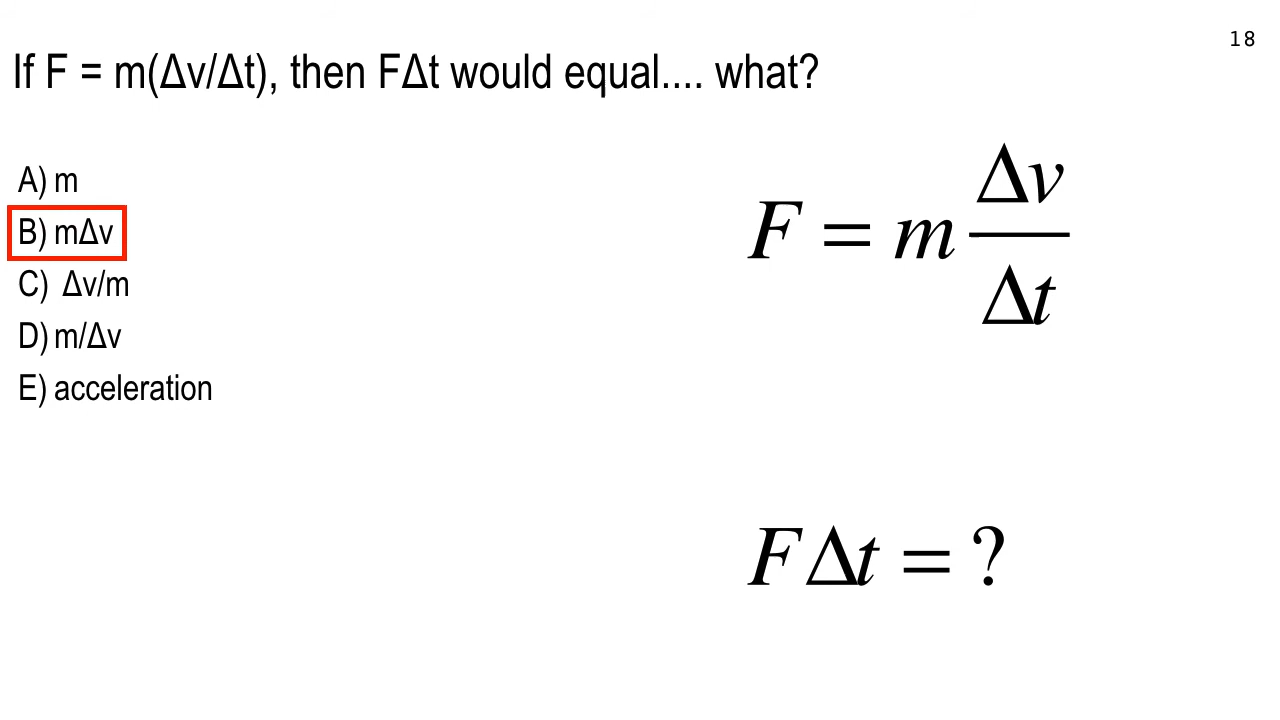 18
If F = m(Δv/Δt), then FΔt would equal.... what?
A) m
B) mΔv
C) Δv/m
D) m/Δv
E) acceleration
F = m Δv/Δt
FΔt = ?